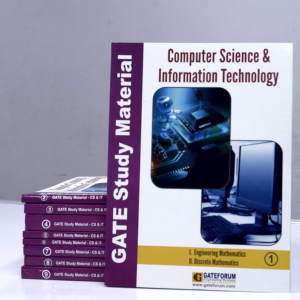 GATE Study Material
Computer Science &
Information Technology
I. Engineering Mathematics
II. Discrete Mathematics
1
GATEFORUM
www.gateforum.com
2 GATE Study Material - CS & IT
3 GATE Study Material - CS & IT
4 GATE Study Material - CS & IT
5 GATE Study Material - CS & IT
6 GATE Study Material - CS & IT
7 GATE Study Material - CS & IT
8 GATE Study Material - CS & IT
9 GATE Study Material - CS & IT